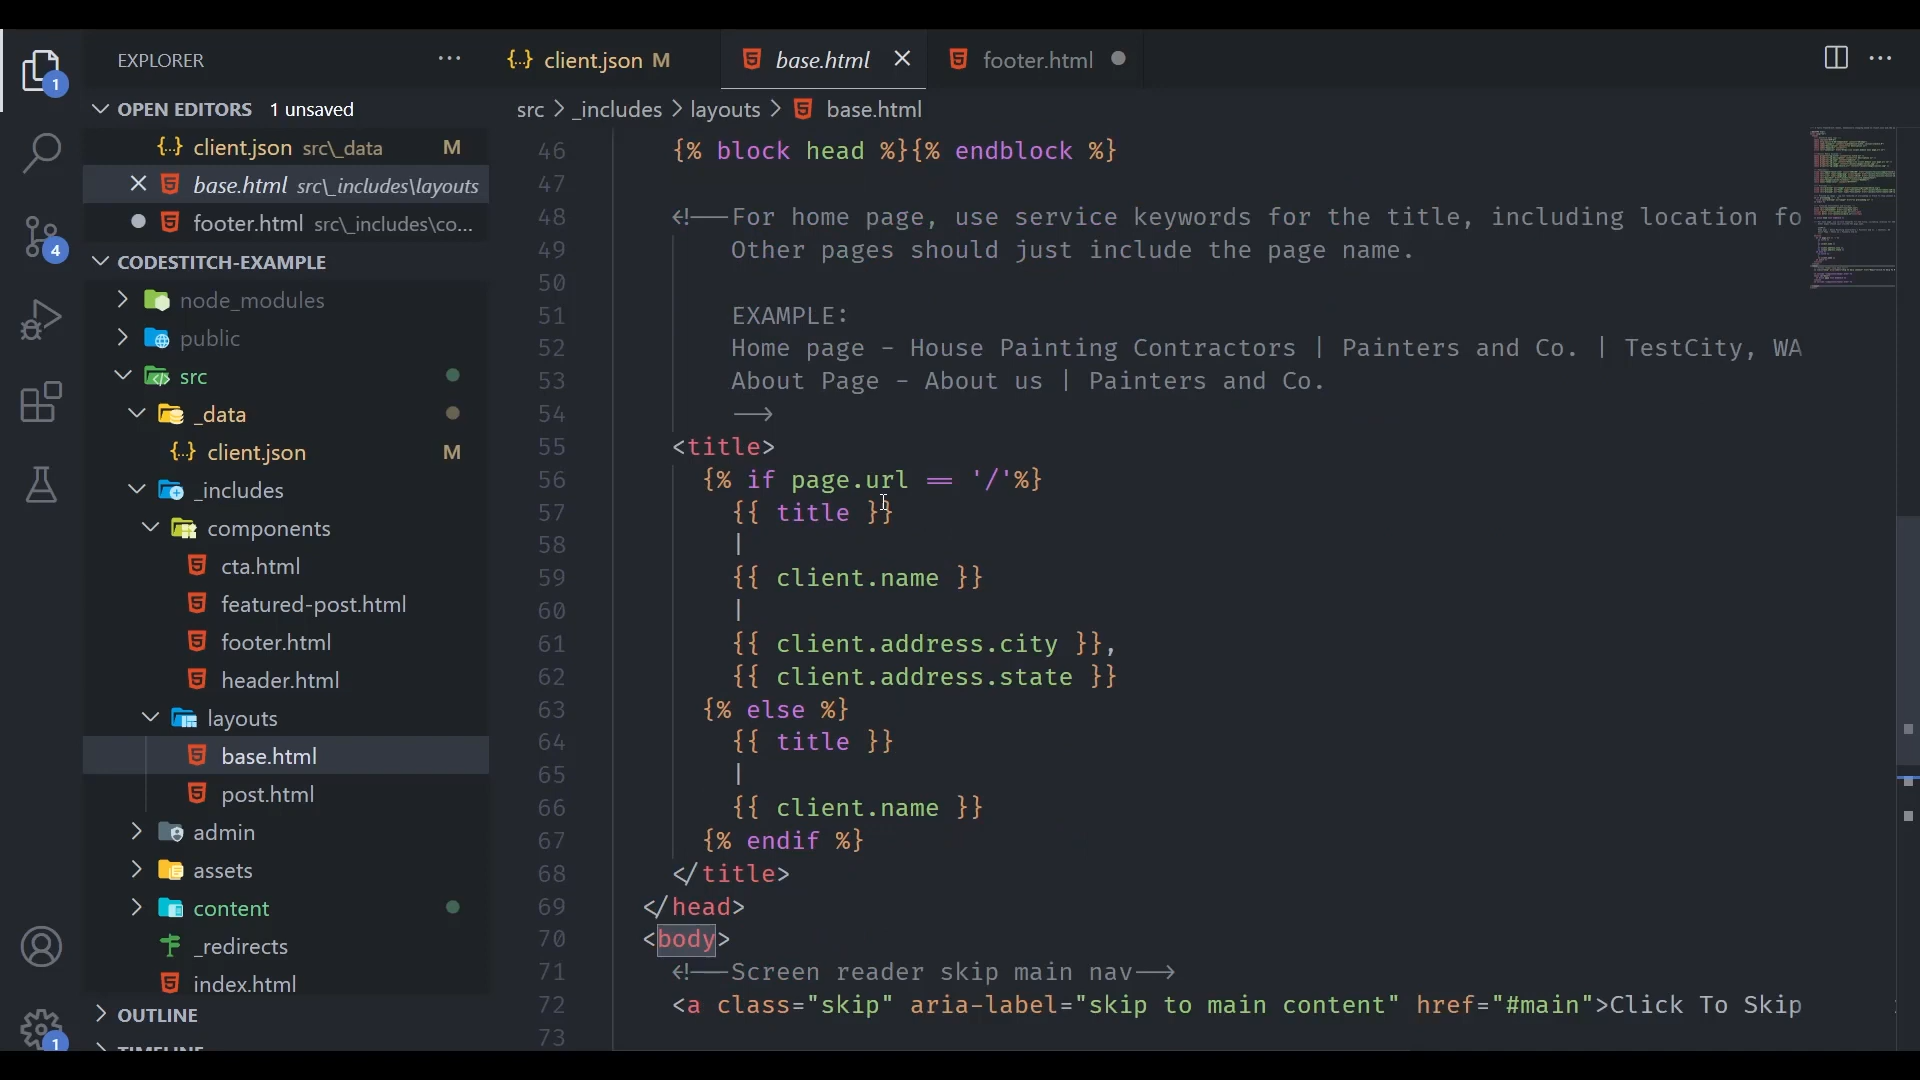 EXPLORER
OPEN EDITORS 1 unsaved
client.json src\_data M
base.html src\_includes\layouts
footer.html src\_includes\co...
CODESTITCH-EXAMPLE
node_modules
public
src
_data
client.json M
_includes
components
cta.html
featured-post.html
footer.html
header.html
layouts
base.html
post.html
admin
assets
content
_redirects
index.html
OUTLINE
TIMELINE
1
4
1
client.json M
base.html
footer.html
src > _includes > layouts > base.html
46 {% block head %}{% endblock %}
47
48 <!--For home page, use service keywords for the title, including location fo
49 Other pages should just include the page name.
50
51 EXAMPLE:
52 Home page - House Painting Contractors | Painters and Co. | TestCity, WA
53 About Page - About us | Painters and Co.
54 -->
55 <title>
56 {% if page.url == '/'%}
57 {{ title }}
58 |
59 {{ client.name }}
60 |
61 {{ client.address.city }},
62 {{ client.address.state }}
63 {% else %}
64 {{ title }}
65 |
66 {{ client.name }}
67 {% endif %}
68 </title>
69 </head>
70 <body>
71 <!--Screen reader skip main nav-->
72 <a class="skip" aria-label="skip to main content" href="#main">Click To Skip
73